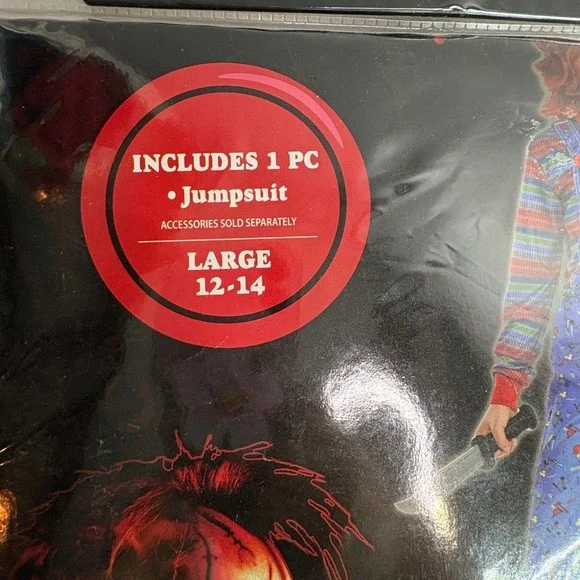 INCLUDES 1 PC
• Jumpsuit
ACCESSORIES SOLD SEPARATELY
LARGE
12-14